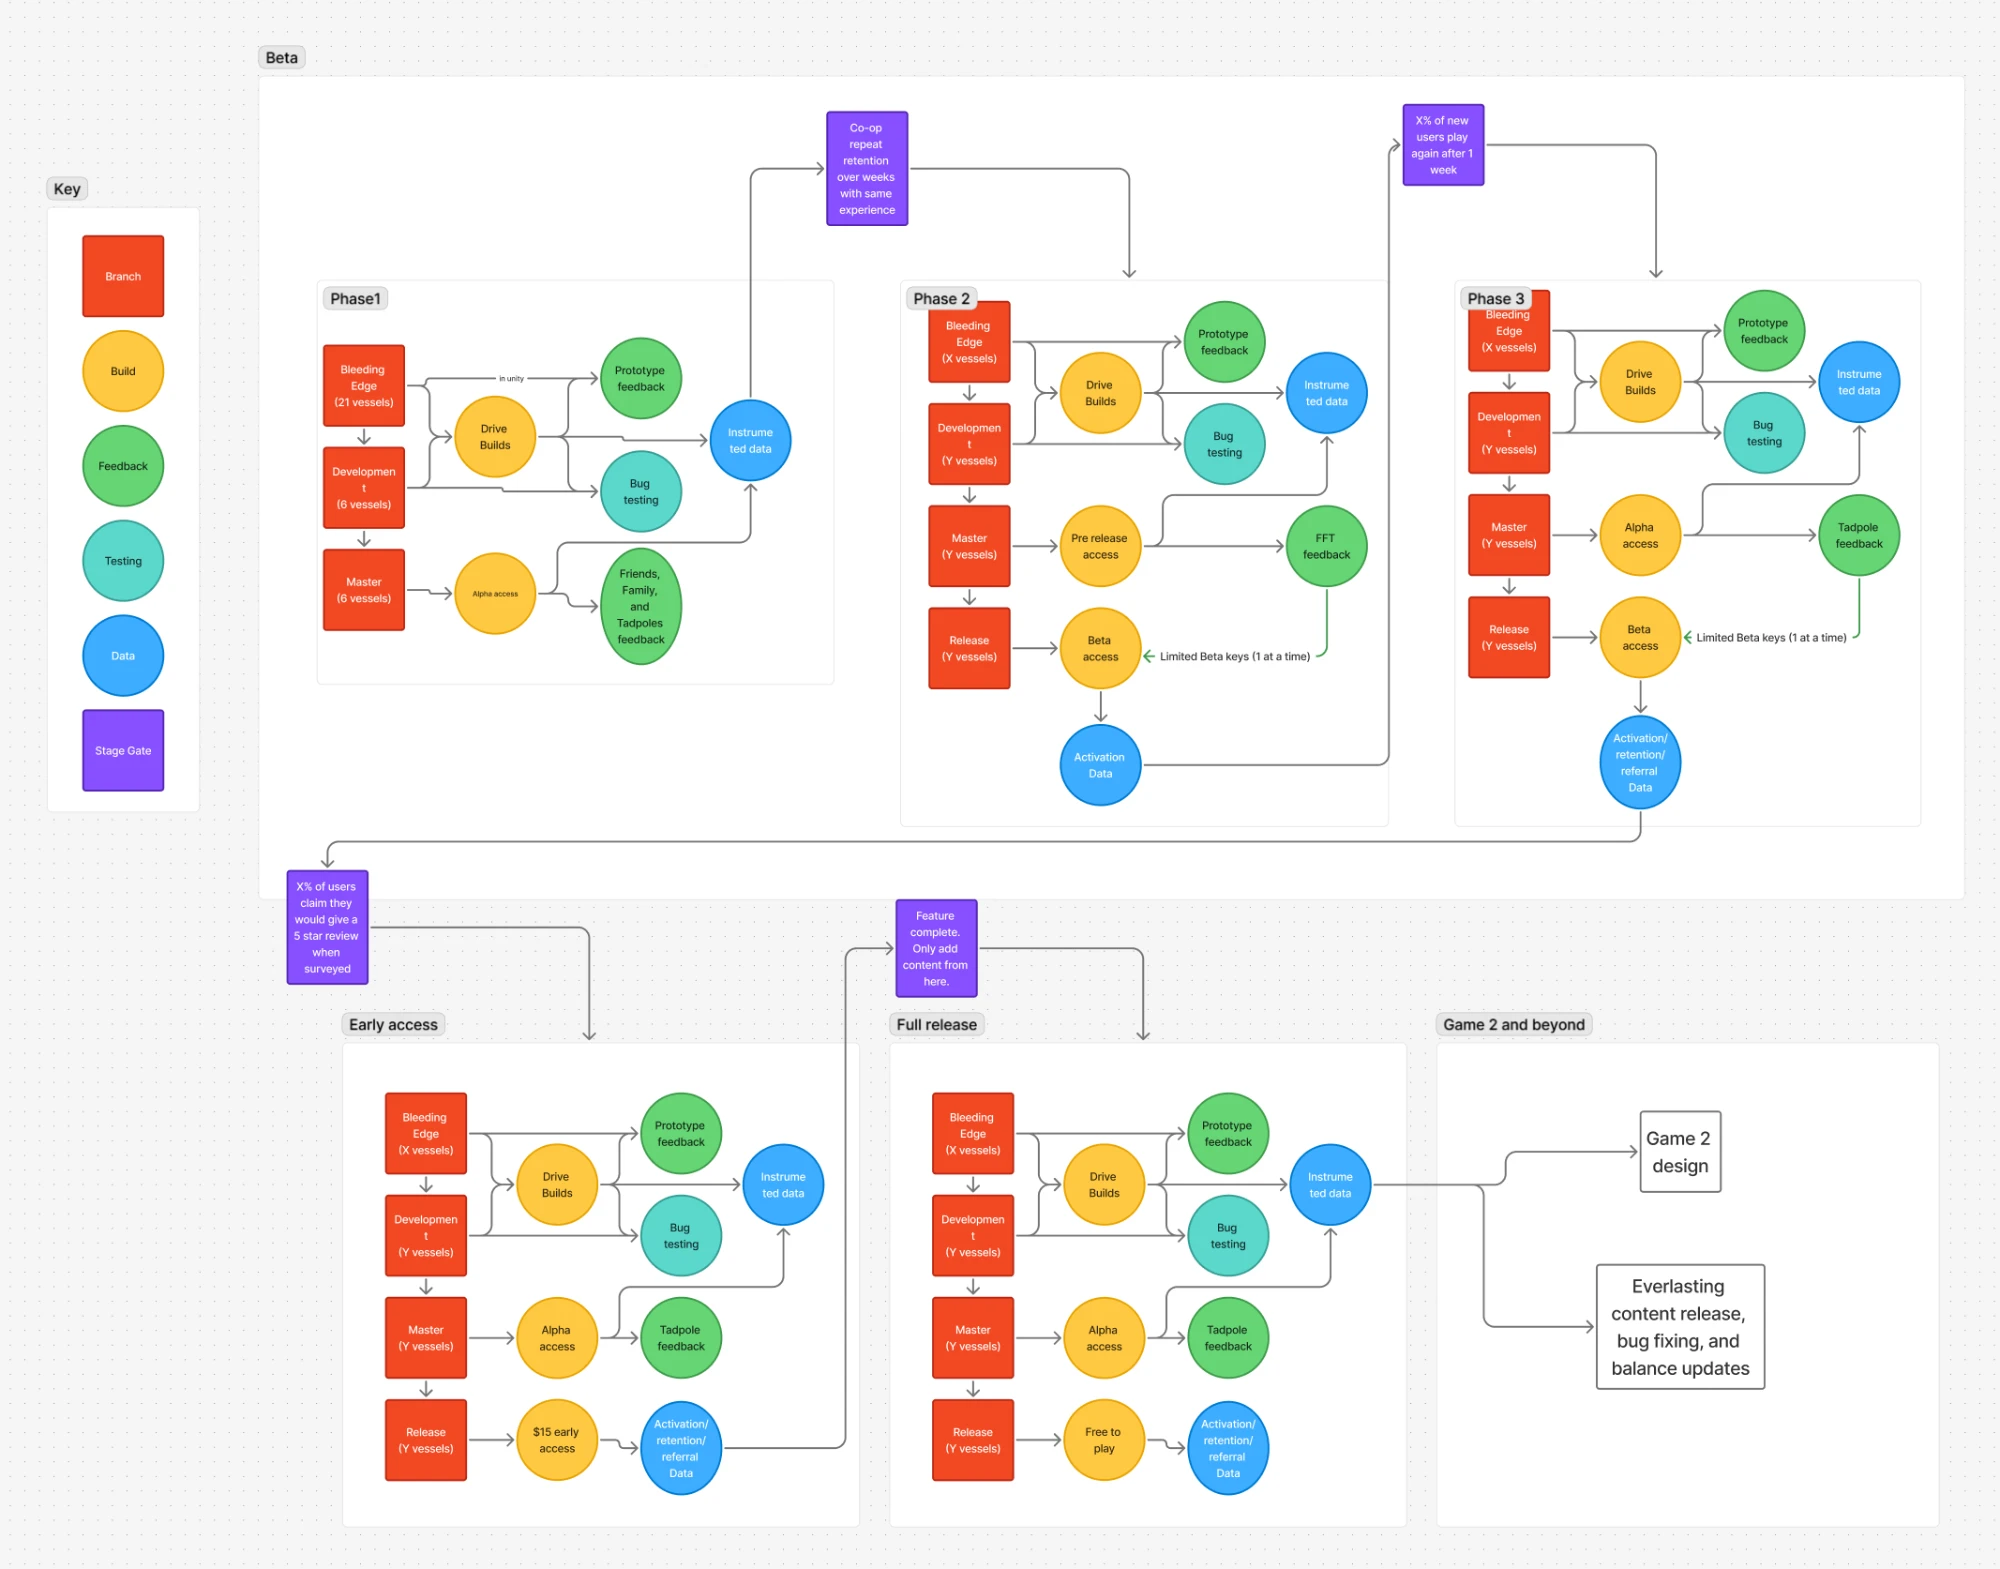 Beta
Key
Branch
Build
Feedback
Testing
Data
Stage Gate
Co-op
repeat
retention
over weeks
with same
experience
X% of new
users play
again after 1
week
Phase1
Bleeding
Edge
(21 vessels)
in unity
Prototype
feedback
Drive
Builds
Instrume
ted data
Developmen
t
(6 vessels)
Bug
testing
Master
(6 vessels)
Alpha access
Friends,
Family,
and
Tadpoles
feedback
Phase 2
Bleeding
Edge
(X vessels)
Prototype
feedback
Drive
Builds
Instrume
ted data
Developmen
t
(Y vessels)
Bug
testing
Master
(Y vessels)
Pre release
access
FFT
feedback
Release
(Y vessels)
Beta
access
Limited Beta keys (1 at a time)
Activation
Data
Phase 3
Bleeding
Edge
(X vessels)
Prototype
feedback
Drive
Builds
Instrume
ted data
Developmen
t
(Y vessels)
Bug
testing
Master
(Y vessels)
Alpha
access
Tadpole
feedback
Release
(Y vessels)
Beta
access
Limited Beta keys (1 at a time)
Activation/
retention/
referral
Data
X% of users
claim they
would give a
5 star review
when
surveyed
Feature
complete.
Only add
content from
here.
Early access
Bleeding
Edge
(X vessels)
Prototype
feedback
Drive
Builds
Instrume
ted data
Developmen
t
(Y vessels)
Bug
testing
Master
(Y vessels)
Alpha
access
Tadpole
feedback
Release
(Y vessels)
$15 early
access
Activation/
retention/
referral
Data
Full release
Bleeding
Edge
(X vessels)
Prototype
feedback
Drive
Builds
Instrume
ted data
Developmen
t
(Y vessels)
Bug
testing
Master
(Y vessels)
Alpha
access
Tadpole
feedback
Release
(Y vessels)
Free to
play
Activation/
retention/
referral
Data
Game 2 and beyond
Game 2
design
Everlasting
content release,
bug fixing, and
balance updates